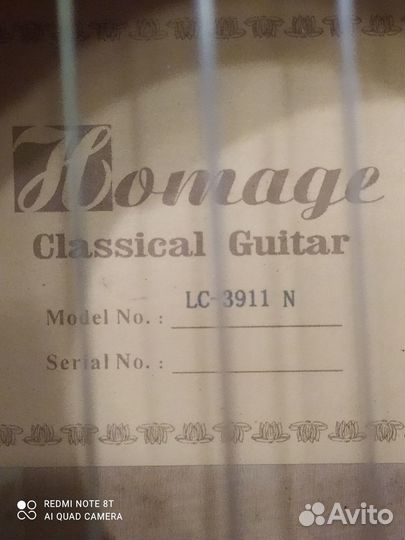 Homage
Classical Guitar
Model No. : LC-3911 N
Serial No. :
REDMI NOTE 8T
AI QUAD CAMERA
Avito